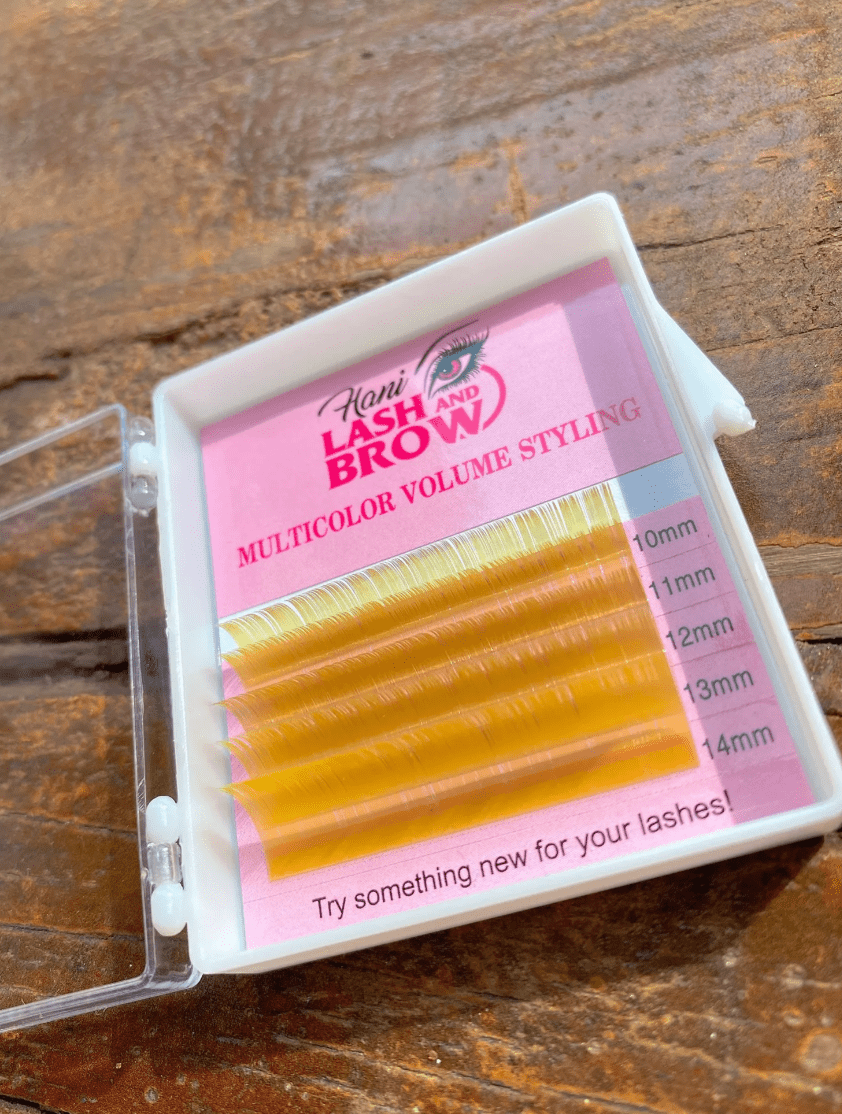 Hani
LASH AND
BROW
MULTICOLOR VOLUME STYLING
10mm
11mm
12mm
13mm
14mm
Try something new for your lashes!